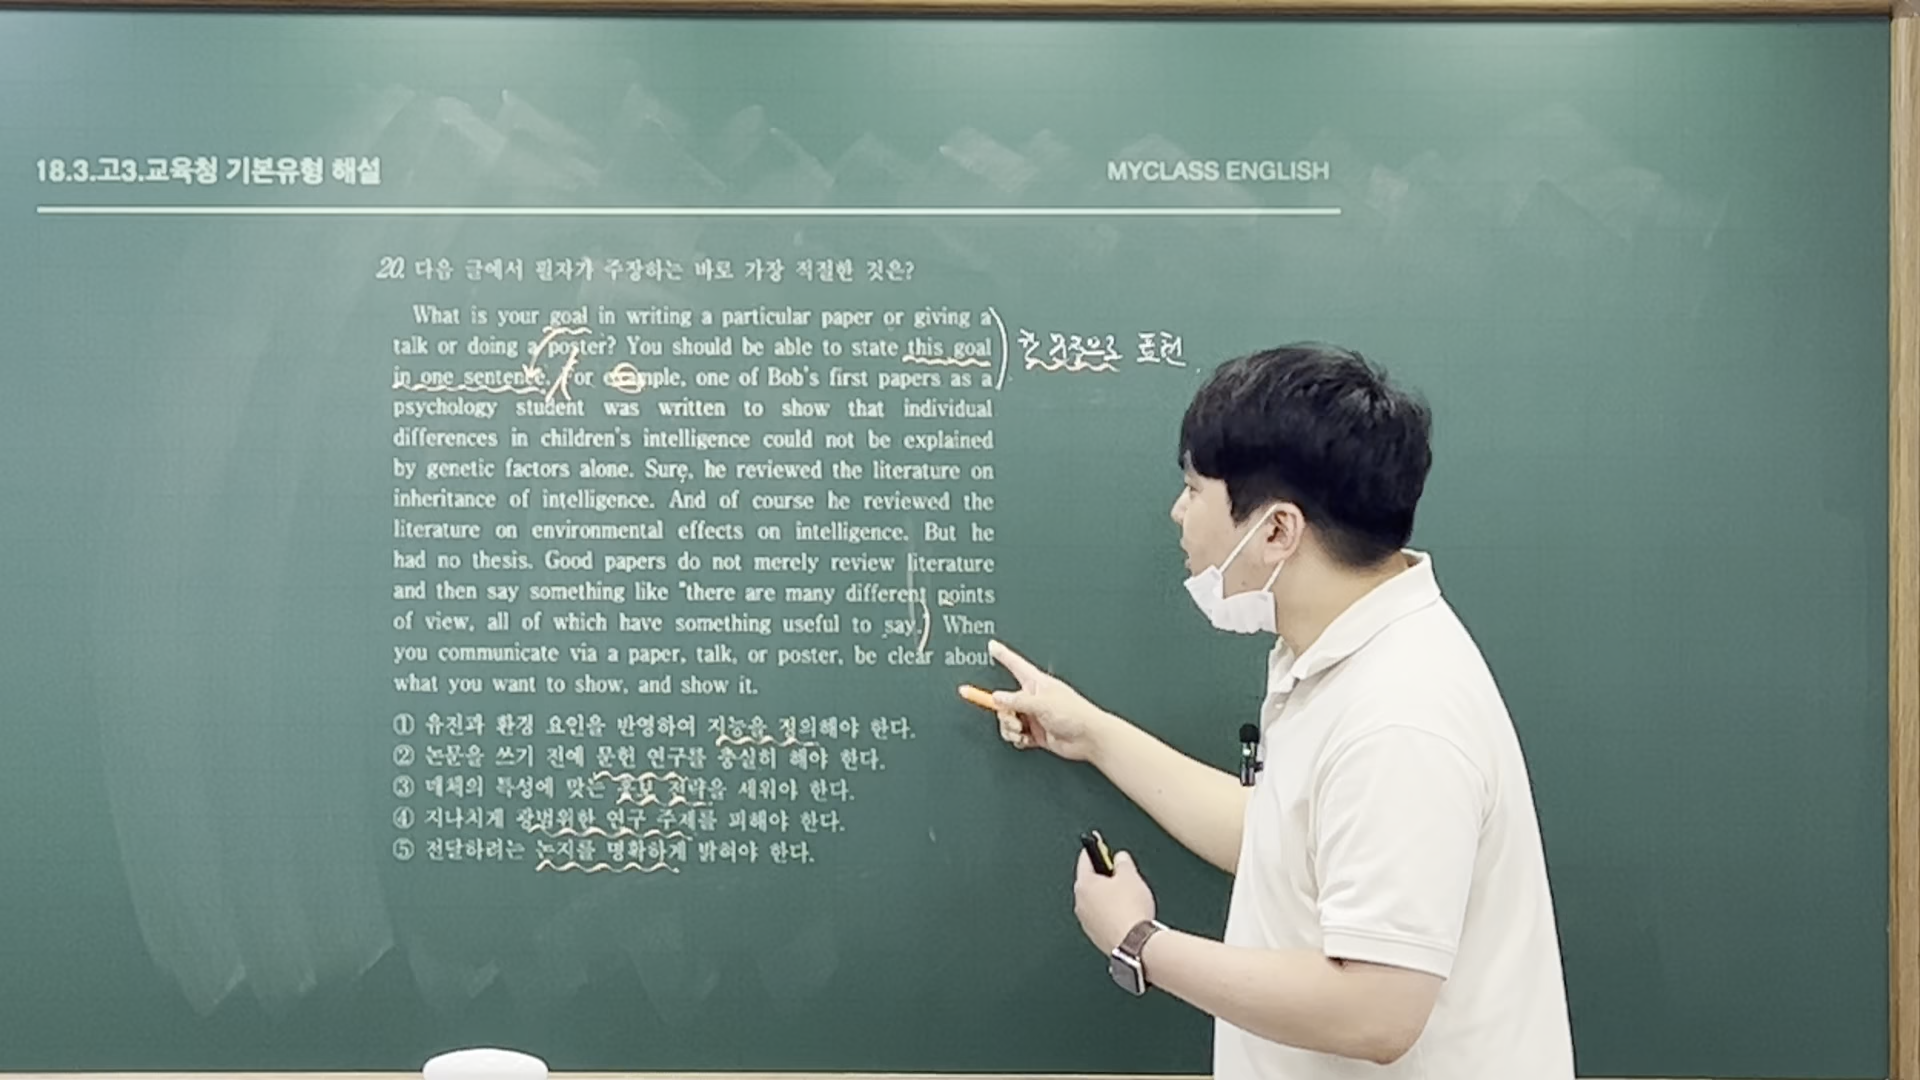 18.3.고3.교육청 기본유형 해설
MYCLASS ENGLISH
20. 다음 글에서 필자가 주장하는 바로 가장 적절한 것은?
What is your goal in writing a particular paper or giving a
talk or doing a poster? You should be able to state this goal
in one sentence. For example, one of Bob's first papers as a
psychology student was written to show that individual
differences in children's intelligence could not be explained
by genetic factors alone. Sure, he reviewed the literature on
inheritance of intelligence. And of course he reviewed the
literature on environmental effects on intelligence. But he
had no thesis. Good papers do not merely review literature
and then say something like "there are many different points
of view, all of which have something useful to say." When
you communicate via a paper, talk, or poster, be clear about
what you want to show, and show it.
① 유전과 환경 요인을 반영하여 지능을 정의해야 한다.
② 논문을 쓰기 전에 문헌 연구를 충실히 해야 한다.
③ 매체의 특성에 맞는 홍보 전략을 세워야 한다.
④ 지나치게 광범위한 연구 주제를 피해야 한다.
⑤ 전달하려는 논지를 명확하게 밝혀야 한다.
한 문장으로 표현